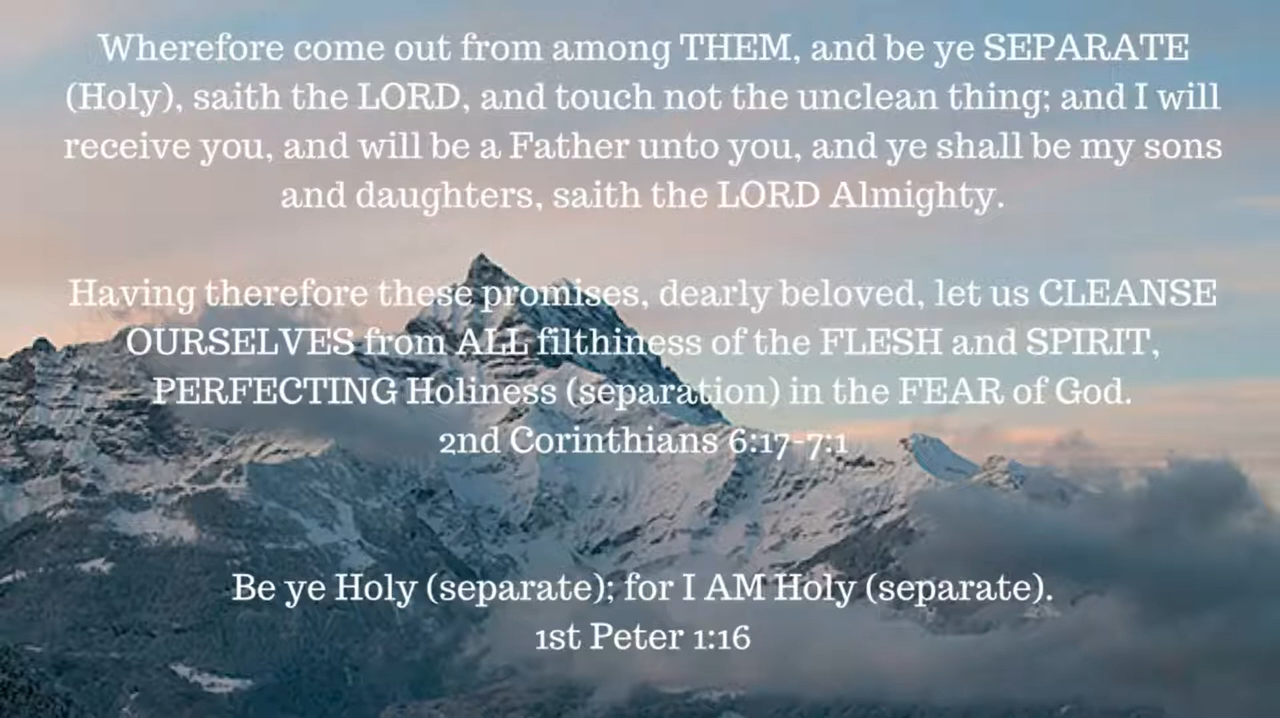 Wherefore come out from among THEM, and be ye SEPARATE
(Holy), saith the LORD, and touch not the unclean thing; and I will
receive you, and will be a Father unto you, and ye shall be my sons
and daughters, saith the LORD Almighty.
Having therefore these promises, dearly beloved, let us CLEANSE
OURSELVES from ALL filthiness of the FLESH and SPIRIT,
PERFECTING Holiness (separation) in the FEAR of God.
2nd Corinthians 6:17-7:1
Be ye Holy (separate); for I AM Holy (separate).
1st Peter 1:16